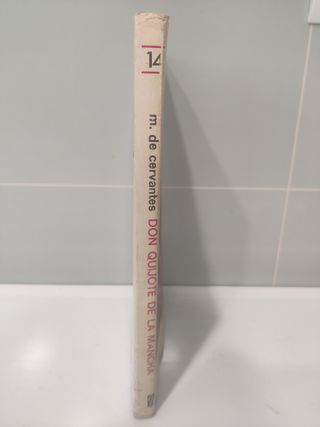 14
m. de cervantes DON QUIJOTE DE LA MANCHA